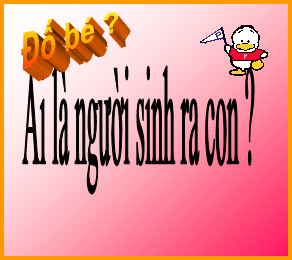 Đố bé ?
Ai là người sinh ra con ?